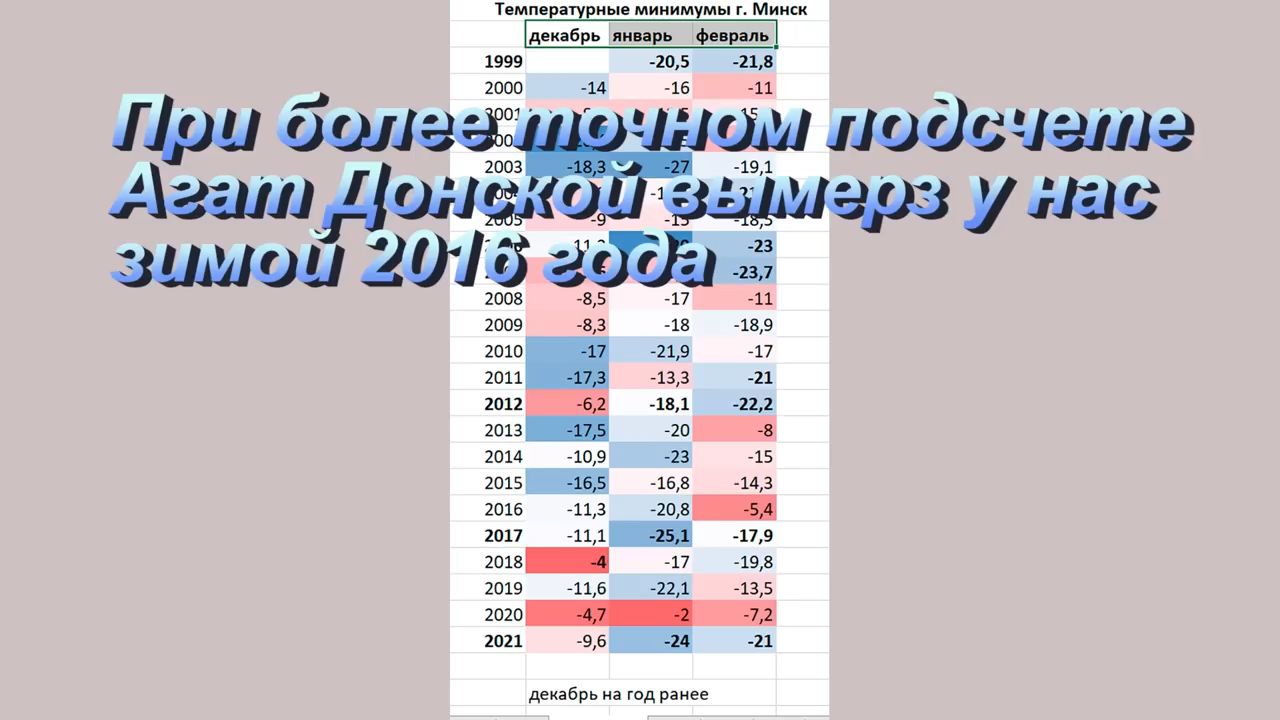 Температурные минимумы г. Минск
декабрь январь февраль
1999 -20,5 -21,8
2000 -14 -16 -11
При более точном подсчете
2003 -18,3 -27 -19,1
Агат Донской вымерз у нас
2005 -9 -15 -18,5
-23
зимой 2016 года
-23,7
2008 -8,5 -17 -11
2009 -8,3 -18 -18,9
2010 -17 -21,9 -17
2011 -17,3 -13,3 -21
2012 -6,2 -18,1 -22,2
2013 -17,5 -20 -8
2014 -10,9 -23 -15
2015 -16,5 -16,8 -14,3
2016 -11,3 -20,8 -5,4
2017 -11,1 -25,1 -17,9
2018 -4 -17 -19,8
2019 -11,6 -22,1 -13,5
2020 -4,7 -2 -7,2
2021 -9,6 -24 -21
декабрь на год ранее